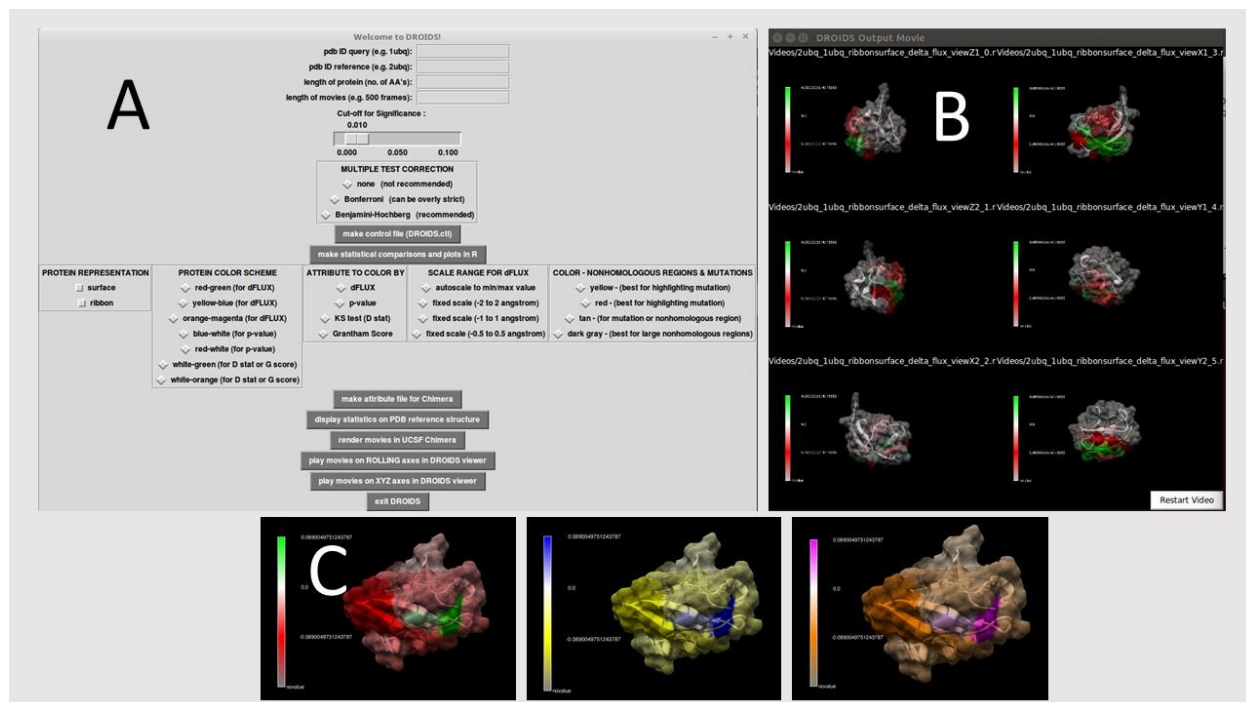 A
Welcome to DROIDS!
pdb ID query (e.g. 1ubq):
pdb ID reference (e.g. 2ubq):
length of protein (no. of AA's):
length of movies (e.g. 500 frames):
Cut-off for Significance :
0.010
0.000 0.050 0.100
MULTIPLE TEST CORRECTION
none (not recommended)
Bonferroni (can be overly strict)
Benjamini-Hochberg (recommended)
make control file (DROIDS.ctl)
make statistical comparisons and plots in R
PROTEIN REPRESENTATION
surface
ribbon
PROTEIN COLOR SCHEME
red-green (for dFLUX)
yellow-blue (for dFLUX)
orange-magenta (for dFLUX)
blue-white (for p-value)
red-white (for p-value)
white-green (for D stat or G score)
white-orange (for D stat or G score)
ATTRIBUTE TO COLOR BY
dFLUX
p-value
KS test (D stat)
Grantham Score
SCALE RANGE FOR dFLUX
autoscale to min/max value
fixed scale (-2 to 2 angstrom)
fixed scale (-1 to 1 angstrom)
fixed scale (-0.5 to 0.5 angstrom)
COLOR - NONHOMOLOGOUS REGIONS & MUTATIONS
yellow - (best for highlighting mutation)
red - (best for highlighting mutation)
tan - (for mutation or nonhomologous region)
dark gray - (best for large nonhomologous regions)
make attribute file for Chimera
display statistics on PDB reference structure
render movies in UCSF Chimera
play movies on ROLLING axes in DROIDS viewer
play movies on XYZ axes in DROIDS viewer
exit DROIDS
DROIDS Output Movie
B
Videos/2ubq_1ubq_ribbonsurface_delta_flux_viewZ1_0.r
Videos/2ubq_1ubq_ribbonsurface_delta_flux_viewX1_3.r
Videos/2ubq_1ubq_ribbonsurface_delta_flux_viewZ2_1.r
Videos/2ubq_1ubq_ribbonsurface_delta_flux_viewY1_4.r
Videos/2ubq_1ubq_ribbonsurface_delta_flux_viewX2_2.r
Videos/2ubq_1ubq_ribbonsurface_delta_flux_viewY2_5.r
Restart Video
C
0.0890049751243787
0.0
-0.0890049751243787
novalue
0.0890049751243787
0.0
-0.0890049751243787
novalue
0.0890049751243787
0.0
-0.0890049751243787
novalue